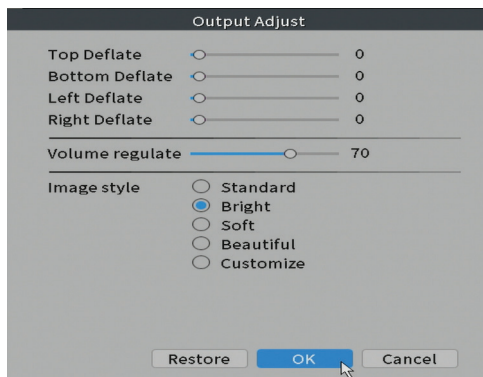 Output Adjust
Top Deflate 0
Bottom Deflate 0
Left Deflate 0
Right Deflate 0
Volume regulate 70
Image style Standard
Bright
Soft
Beautiful
Customize
Restore OK Cancel